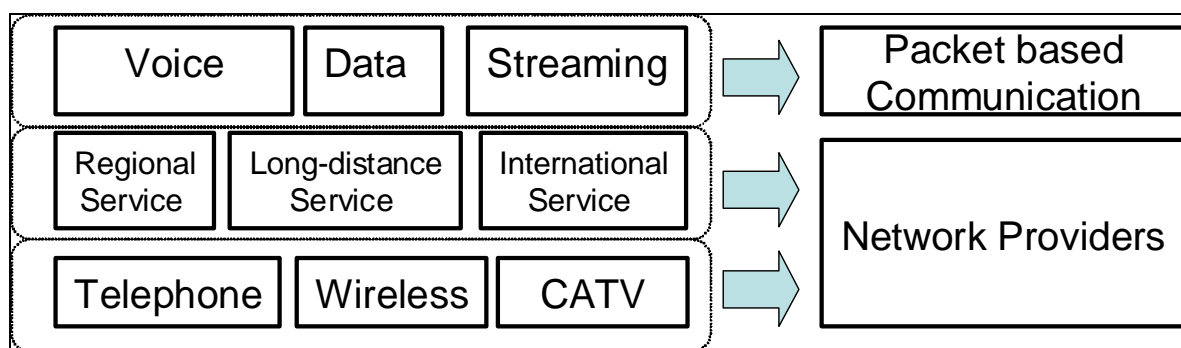 Voice
Data
Streaming
Packet based
Communication
Regional
Service
Long-distance
Service
International
Service
Network Providers
Telephone
Wireless
CATV